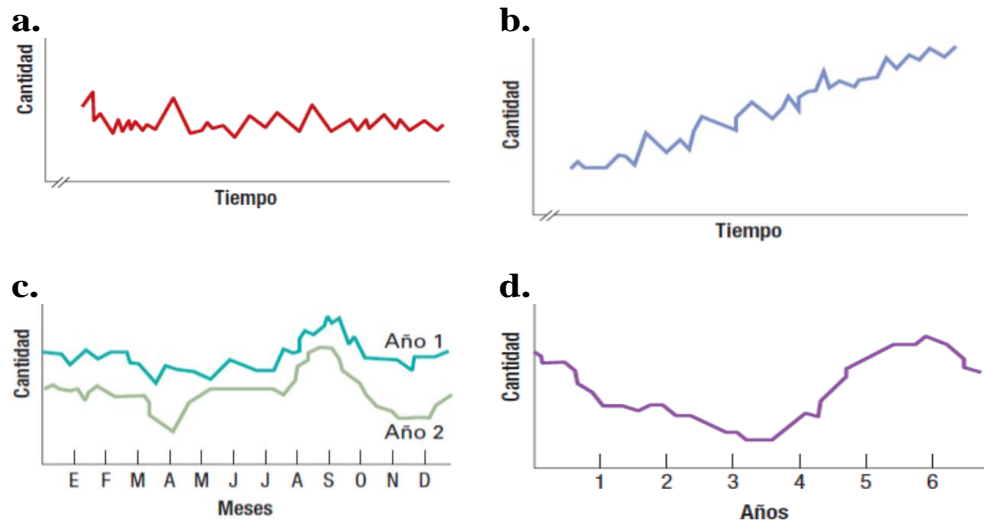 a.
Cantidad
Tiempo
b.
Cantidad
Tiempo
c.
Cantidad
Año 1
Año 2
E F M A M J J A S O N D
Meses
d.
Cantidad
1 2 3 4 5 6
Años